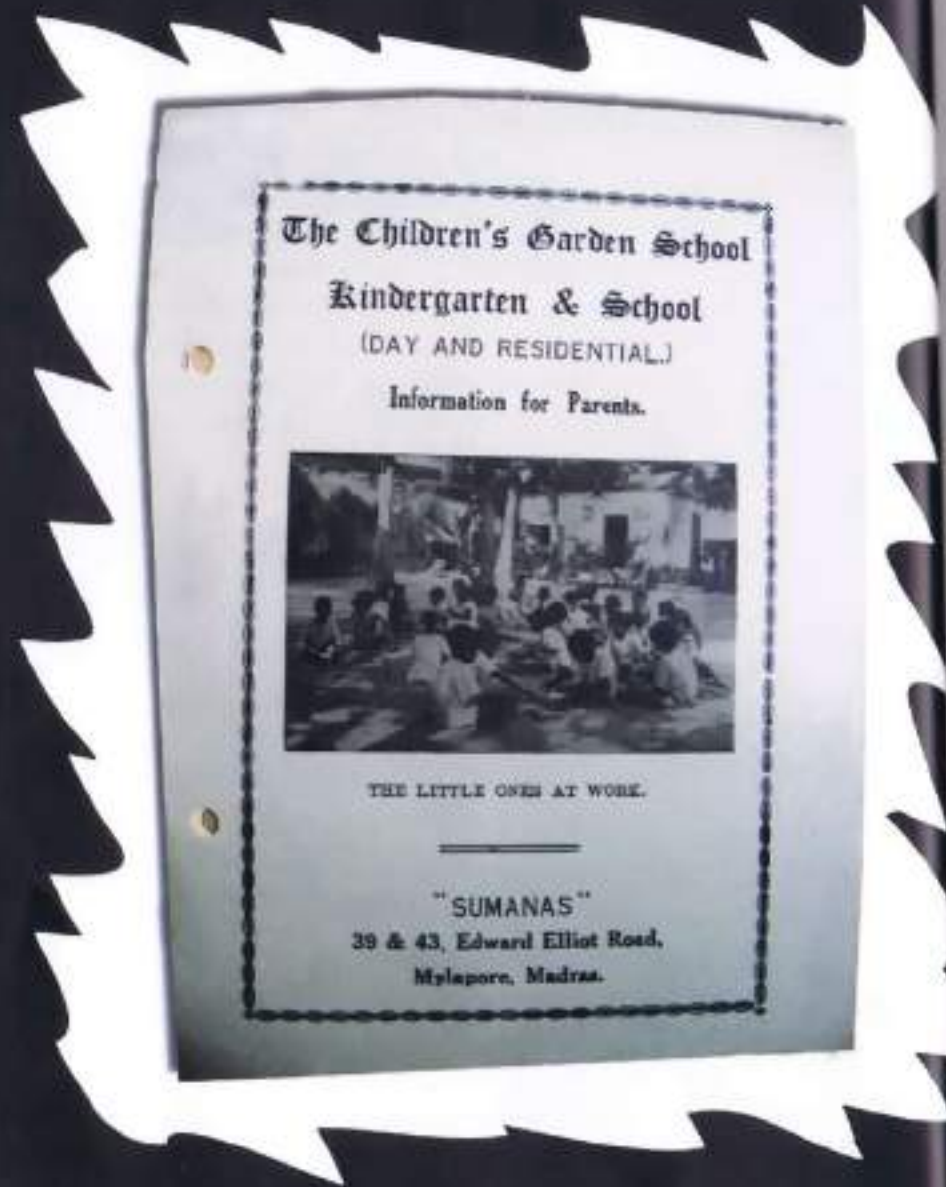 The Children's Garden School
Kindergarten & School
(DAY AND RESIDENTIAL.)
Information for Parents.
THE LITTLE ONES AT WORK.
"SUMANAS"
39 & 43, Edward Elliot Road,
Mylapore, Madras.